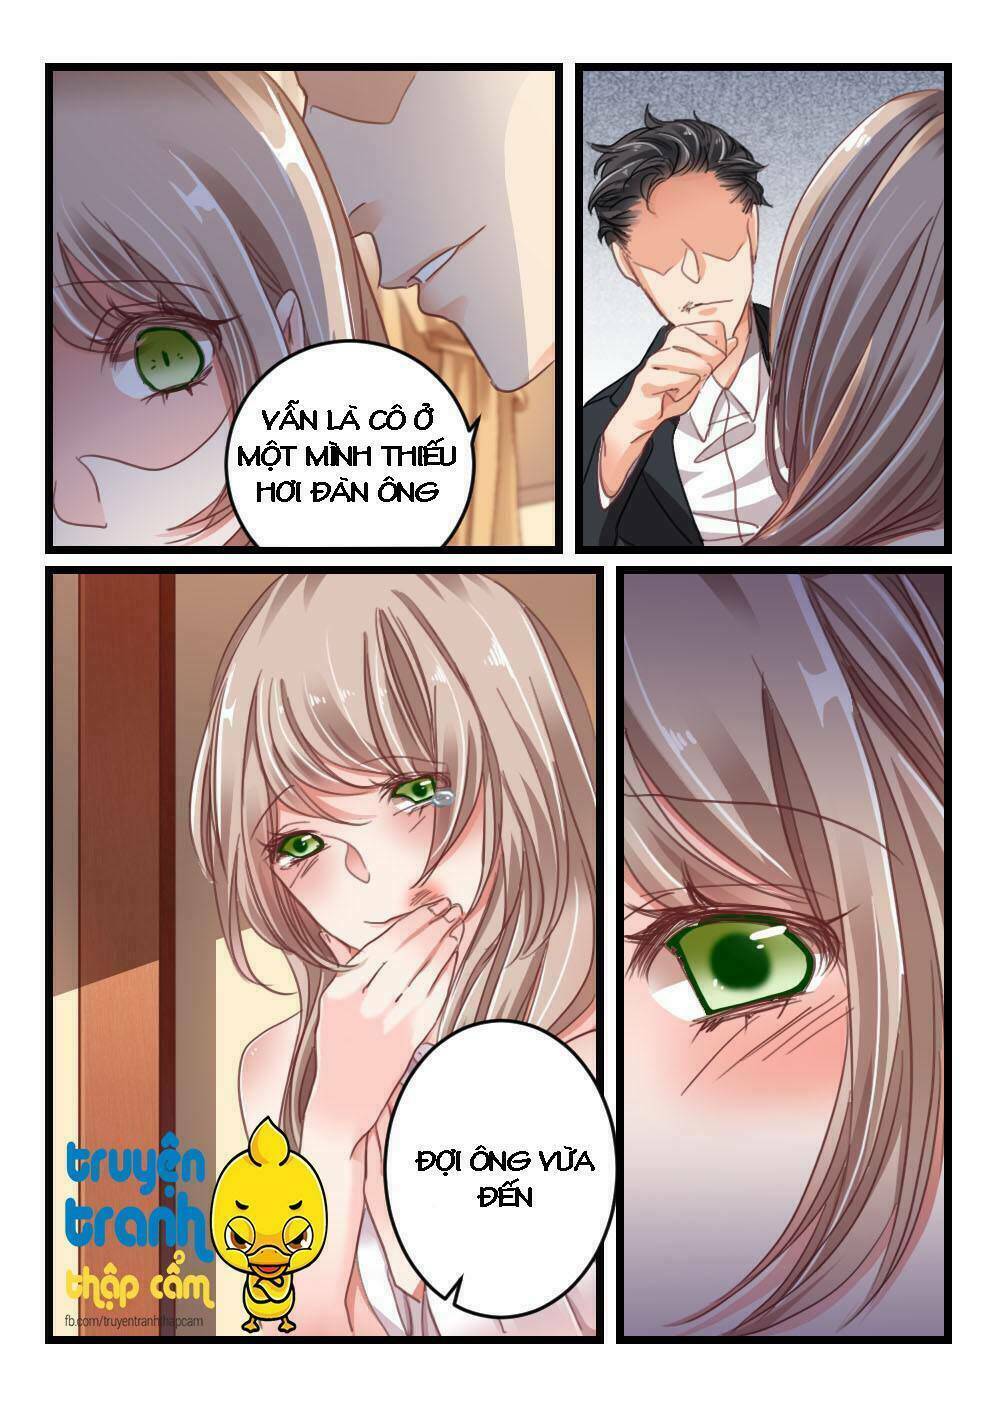 VẪN LÀ CÔ Ở
MỘT MÌNH THIẾU
HƠI ĐÀN ÔNG
ĐỢI ÔNG VỪA
ĐẾN
truyện
tranh
thập cẩm
fb.com/truyentranhthapcam